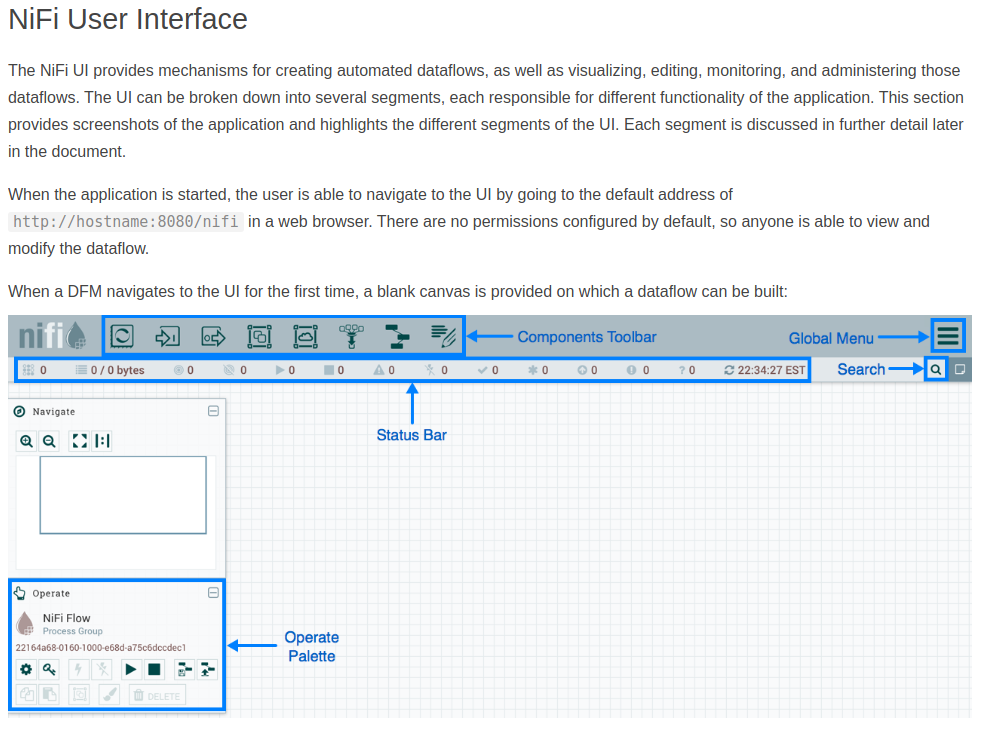 NiFi User Interface
The NiFi UI provides mechanisms for creating automated dataflows, as well as visualizing, editing, monitoring, and administering those
dataflows. The UI can be broken down into several segments, each responsible for different functionality of the application. This section
provides screenshots of the application and highlights the different segments of the UI. Each segment is discussed in further detail later
in the document.
When the application is started, the user is able to navigate to the UI by going to the default address of
http://hostname:8080/nifi in a web browser. There are no permissions configured by default, so anyone is able to view and
modify the dataflow.
When a DFM navigates to the UI for the first time, a blank canvas is provided on which a dataflow can be built:
nifi Components Toolbar Global Menu
0 0 / 0 bytes 0 0 0 0 0 0 0 0 0 0 ? 0 22:34:27 EST Search
Status Bar
Navigate
Operate
NiFi Flow
Process Group
22164a68-0160-1000-e68d-a75c6dccdec1
DELETE
Operate
Palette